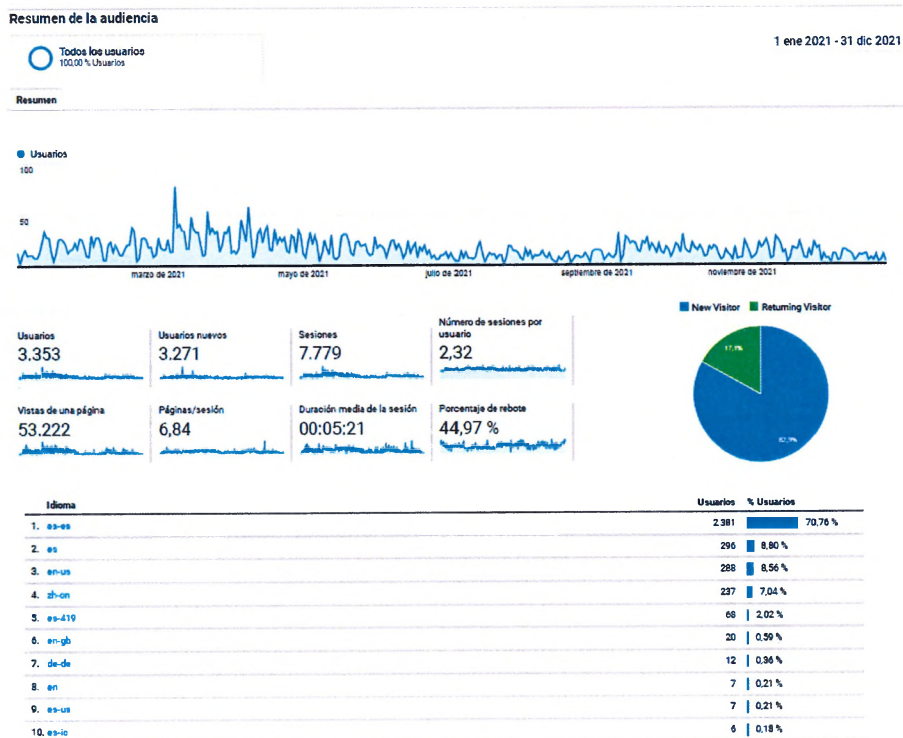 Resumen de la audiencia
1 ene 2021 - 31 dic 2021
Todos los usuarios
100,00 % Usuarios
Resumen
Usuarios
100
50
marzo de 2021
mayo de 2021
julio de 2021
septiembre de 2021
noviembre de 2021
New Visitor
Returning Visitor
17,1%
82,9%
Usuarios
3.353
Usuarios nuevos
3.271
Sesiones
7.779
Número de sesiones por
usuario
2,32
Vistas de una página
53.222
Páginas/sesión
6,84
Duración media de la sesión
00:05:21
Porcentaje de rebote
44,97 %
Idioma Usuarios % Usuarios
1. es-es 2.381 70,76 %
2. es 296 8,80 %
3. en-us 288 8,56 %
4. zh-cn 237 7,04 %
5. es-419 68 2,02 %
6. en-gb 20 0,59 %
7. de-de 12 0,36 %
8. en 7 0,21 %
9. es-us 7 0,21 %
10. 6 0,18 %